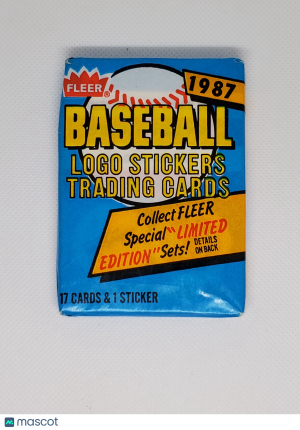 FLEER®
1987
BASEBALL
LOGO STICKERS
TRADING CARDS
Collect FLEER
Special "LIMITED
EDITION" Sets! DETAILS
ON BACK
17 CARDS & 1 STICKER
mascot